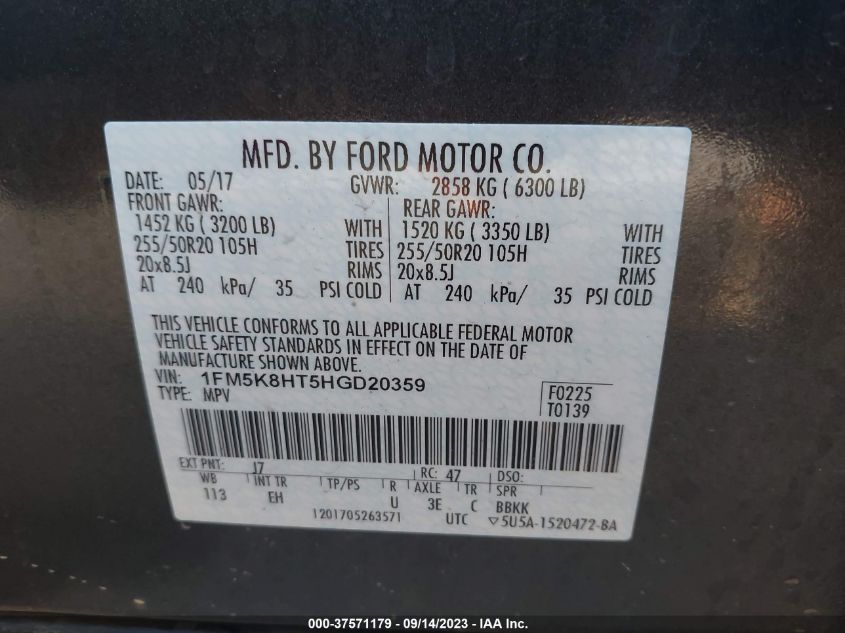 MFD. BY FORD MOTOR CO.
DATE: 05/17 GVWR: 2858 KG ( 6300 LB)
FRONT GAWR: REAR GAWR:
1452 KG ( 3200 LB) WITH 1520 KG ( 3350 LB) WITH
255/50R20 105H TIRES 255/50R20 105H TIRES
20x8.5J RIMS 20x8.5J RIMS
AT 240 kPa/ 35 PSI COLD AT 240 kPa/ 35 PSI COLD
THIS VEHICLE CONFORMS TO ALL APPLICABLE FEDERAL MOTOR
VEHICLE SAFETY STANDARDS IN EFFECT ON THE DATE OF
MANUFACTURE SHOWN ABOVE.
VIN: 1FM5K8HT5HGD20359 F0225
TYPE: MPV T0139
EXT PNT: J7 RC: 47 DSO:
WB INT TR TP/PS R AXLE TR SPR
113 EH U 3E C BBKK
1201705263571 UTC ▽5U5A-1520472-BA
000-37571179 | 09/14/2023 - IAA Inc.